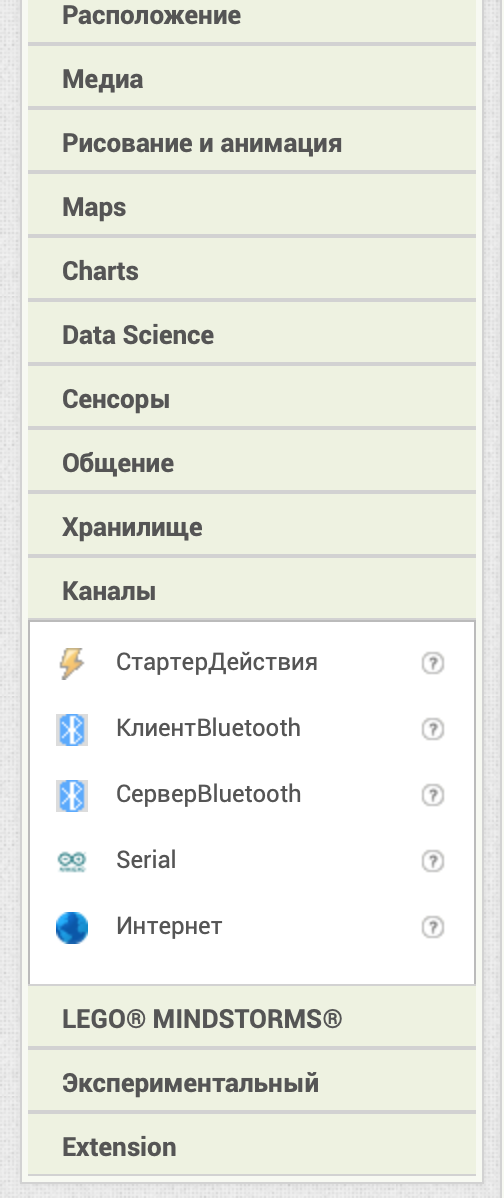 Расположение
Медиа
Рисование и анимация
Maps
Charts
Data Science
Сенсоры
Общение
Хранилище
Каналы
СтартерДействия ?
КлиентBluetooth ?
СерверBluetooth ?
Serial ?
Интернет ?
LEGO® MINDSTORMS®
Экспериментальный
Extension